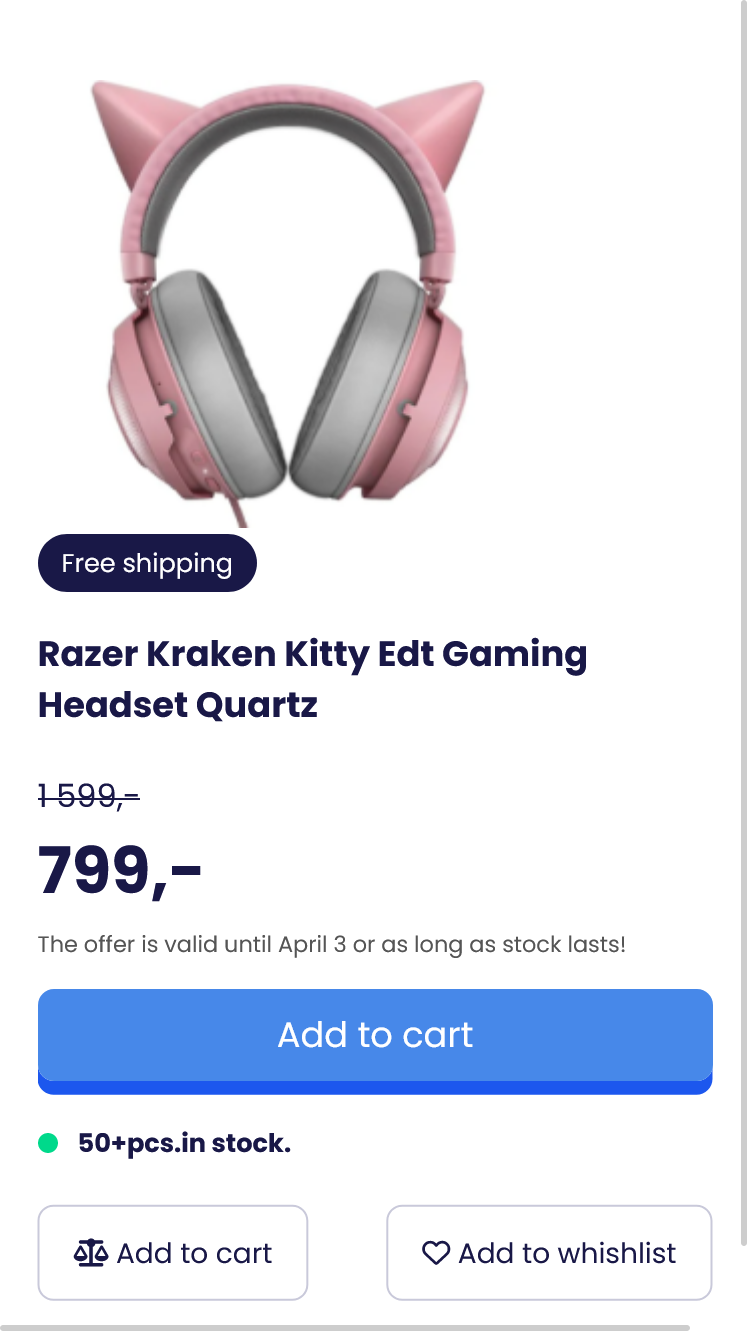 Free shipping
Razer Kraken Kitty Edt Gaming
Headset Quartz
1 599,-
799,-
The offer is valid until April 3 or as long as stock lasts!
Add to cart
50+pcs.in stock.
Add to cart
Add to whishlist